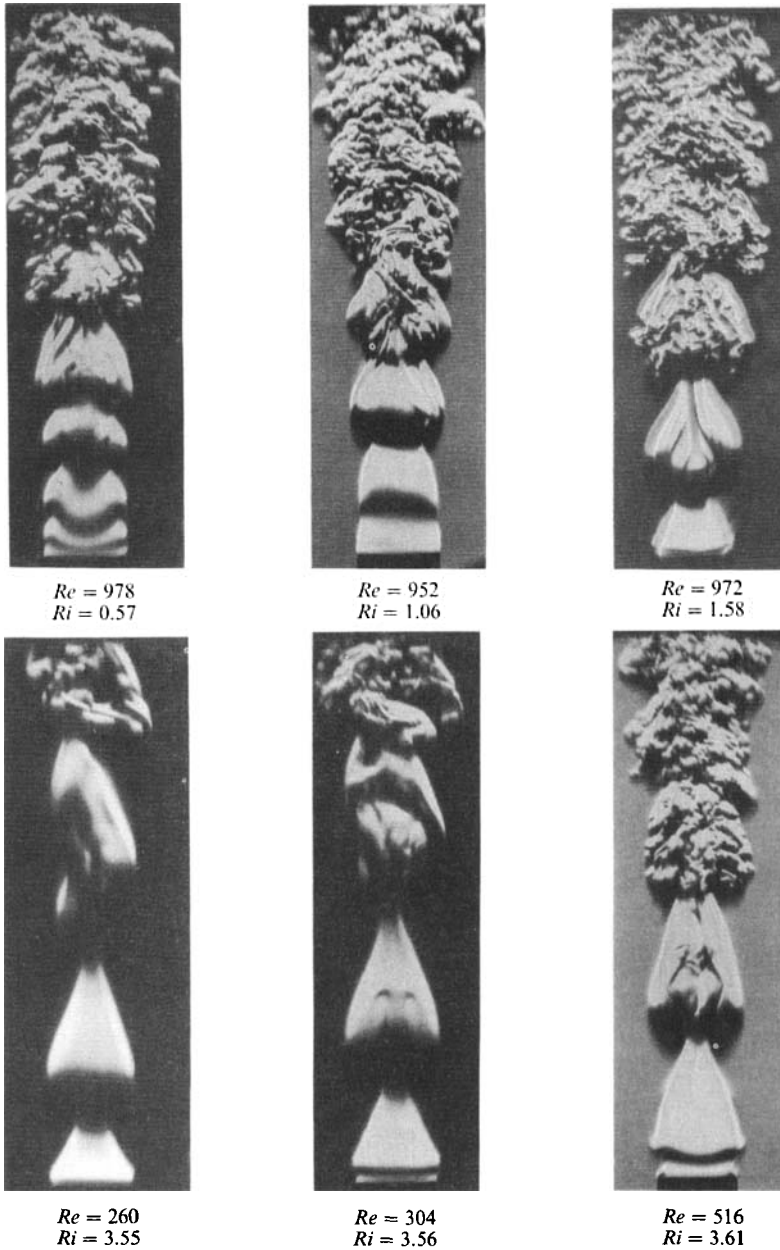 Re = 978
Ri = 0.57
Re = 952
Ri = 1.06
Re = 972
Ri = 1.58
Re = 260
Ri = 3.55
Re = 304
Ri = 3.56
Re = 516
Ri = 3.61